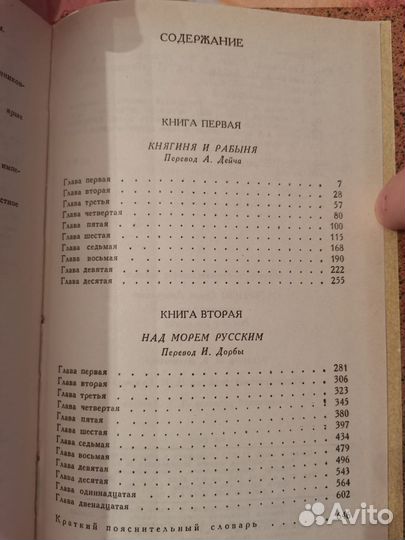 СОДЕРЖАНИЕ
КНИГА ПЕРВАЯ
КНЯГИНЯ И РАБЫНЯ
Перевод А. Дейча
Глава первая 7
Глава вторая 28
Глава третья 57
Глава четвертая 80
Глава пятая 100
Глава шестая 115
Глава седьмая 168
Глава восьмая 190
Глава девятая 222
Глава десятая 255
КНИГА ВТОРАЯ
НАД МОРЕМ РУССКИМ
Перевод И. Дорбы
Глава первая 281
Глава вторая 306
Глава третья 323
Глава четвертая 345
Глава пятая 380
Глава шестая 397
Глава седьмая 434
Глава восьмая 479
Глава девятая 496
Глава десятая 543
Глава одиннадцатая 564
Глава двенадцатая 602
Краткий пояснительный словарь
Avito